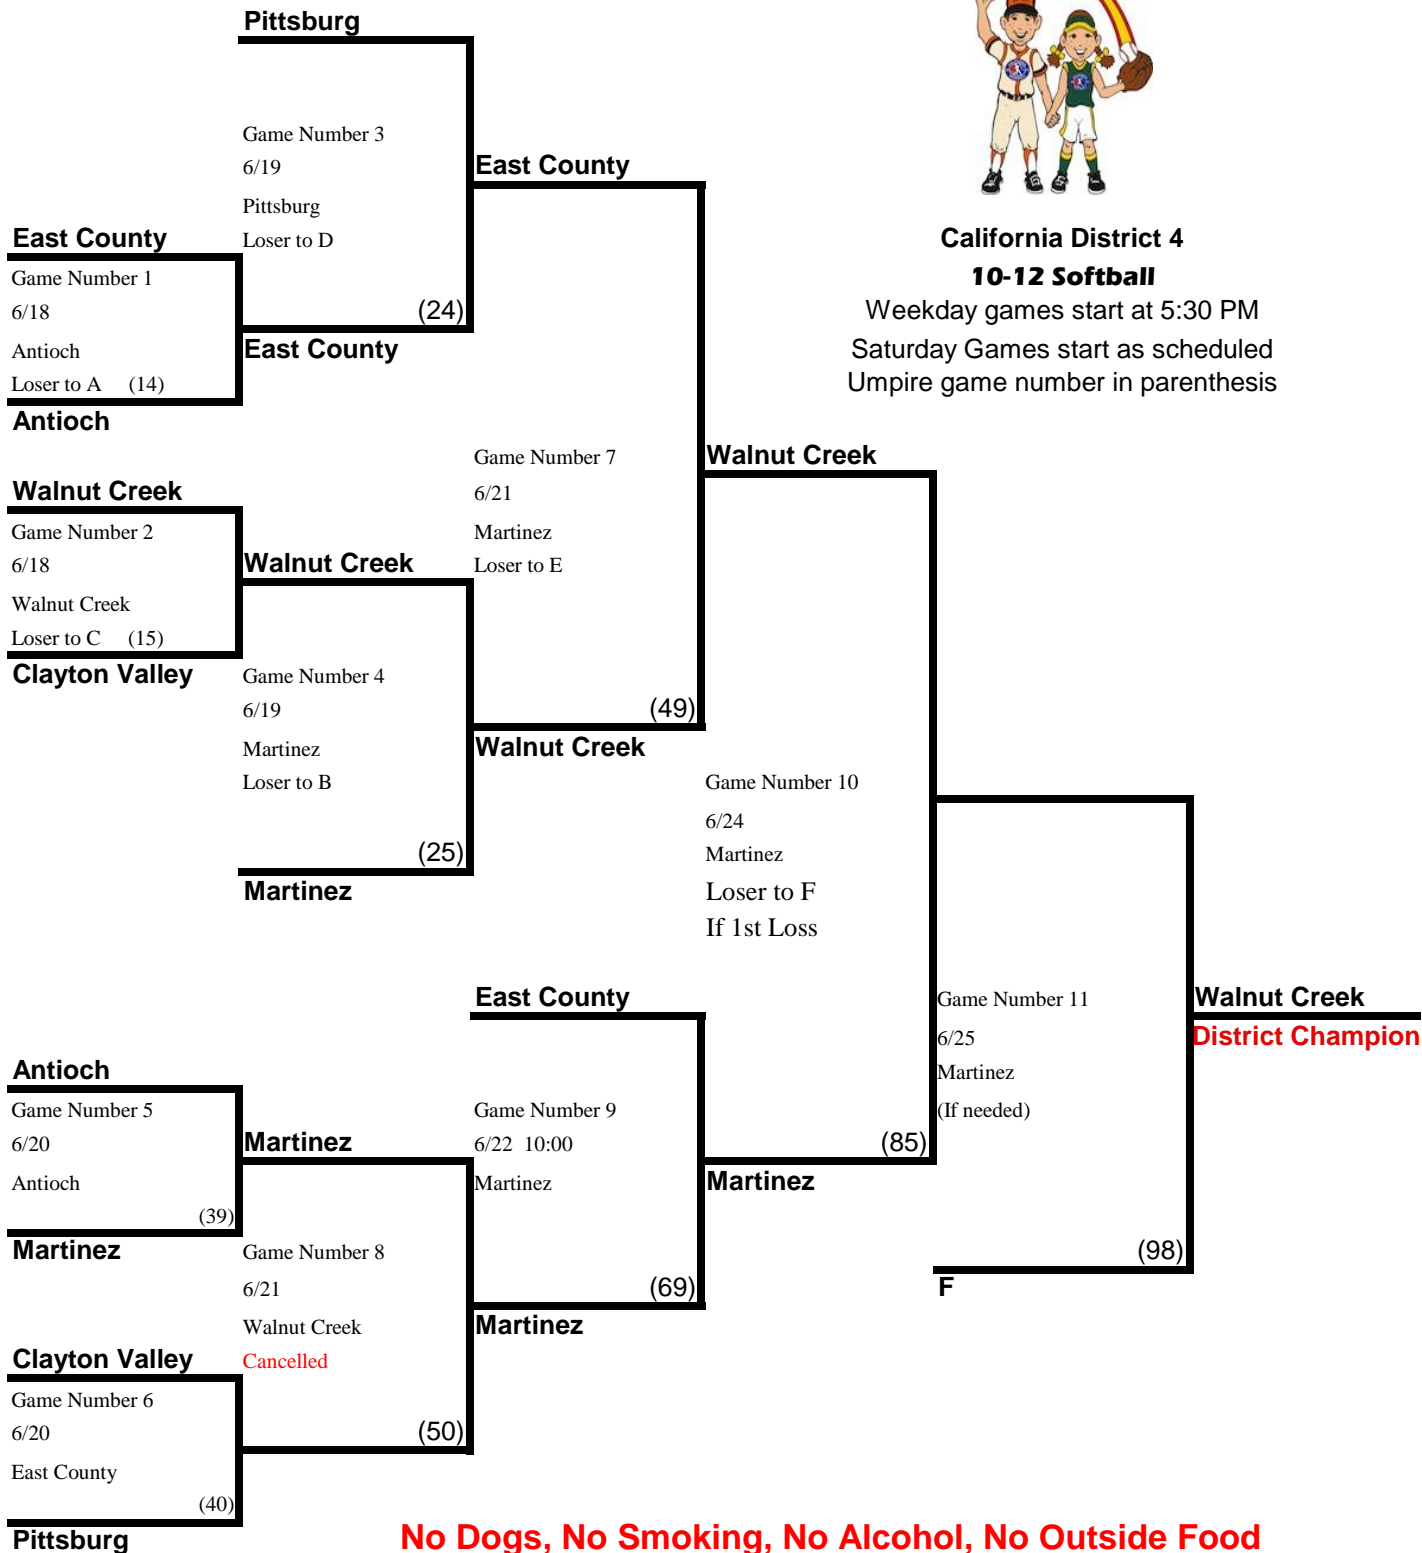 Pittsburg
Game Number 3
6/19
East County
Pittsburg
East County
Loser to D
California District 4
Game Number 1
10-12 Softball
6/18
(24)
Weekday games start at 5:30 PM
Antioch
East County
Saturday Games start as scheduled
Loser to A (14)
Umpire game number in parenthesis
Antioch
Game Number 7
Walnut Creek
Walnut Creek
6/21
Game Number 2
Martinez
6/18
Walnut Creek
Loser to E
Walnut Creek
Loser to C (15)
Clayton Valley
Game Number 4
6/19
(49)
Martinez
Walnut Creek
Loser to B
Game Number 10
6/24
(25)
Martinez
Martinez
Loser to F
If 1st Loss
East County
Game Number 11
Walnut Creek
6/25
District Champion
Antioch
Martinez
Game Number 5
Game Number 9
(If needed)
6/20
Martinez
6/22 10:00
(85)
Antioch
Martinez
Martinez
(39)
Martinez
Game Number 8
(98)
6/21
(69)
F
Walnut Creek
Martinez
Clayton Valley
Cancelled
Game Number 6
6/20
(50)
East County
(40)
Pittsburg
No Dogs, No Smoking, No Alcohol, No Outside Food